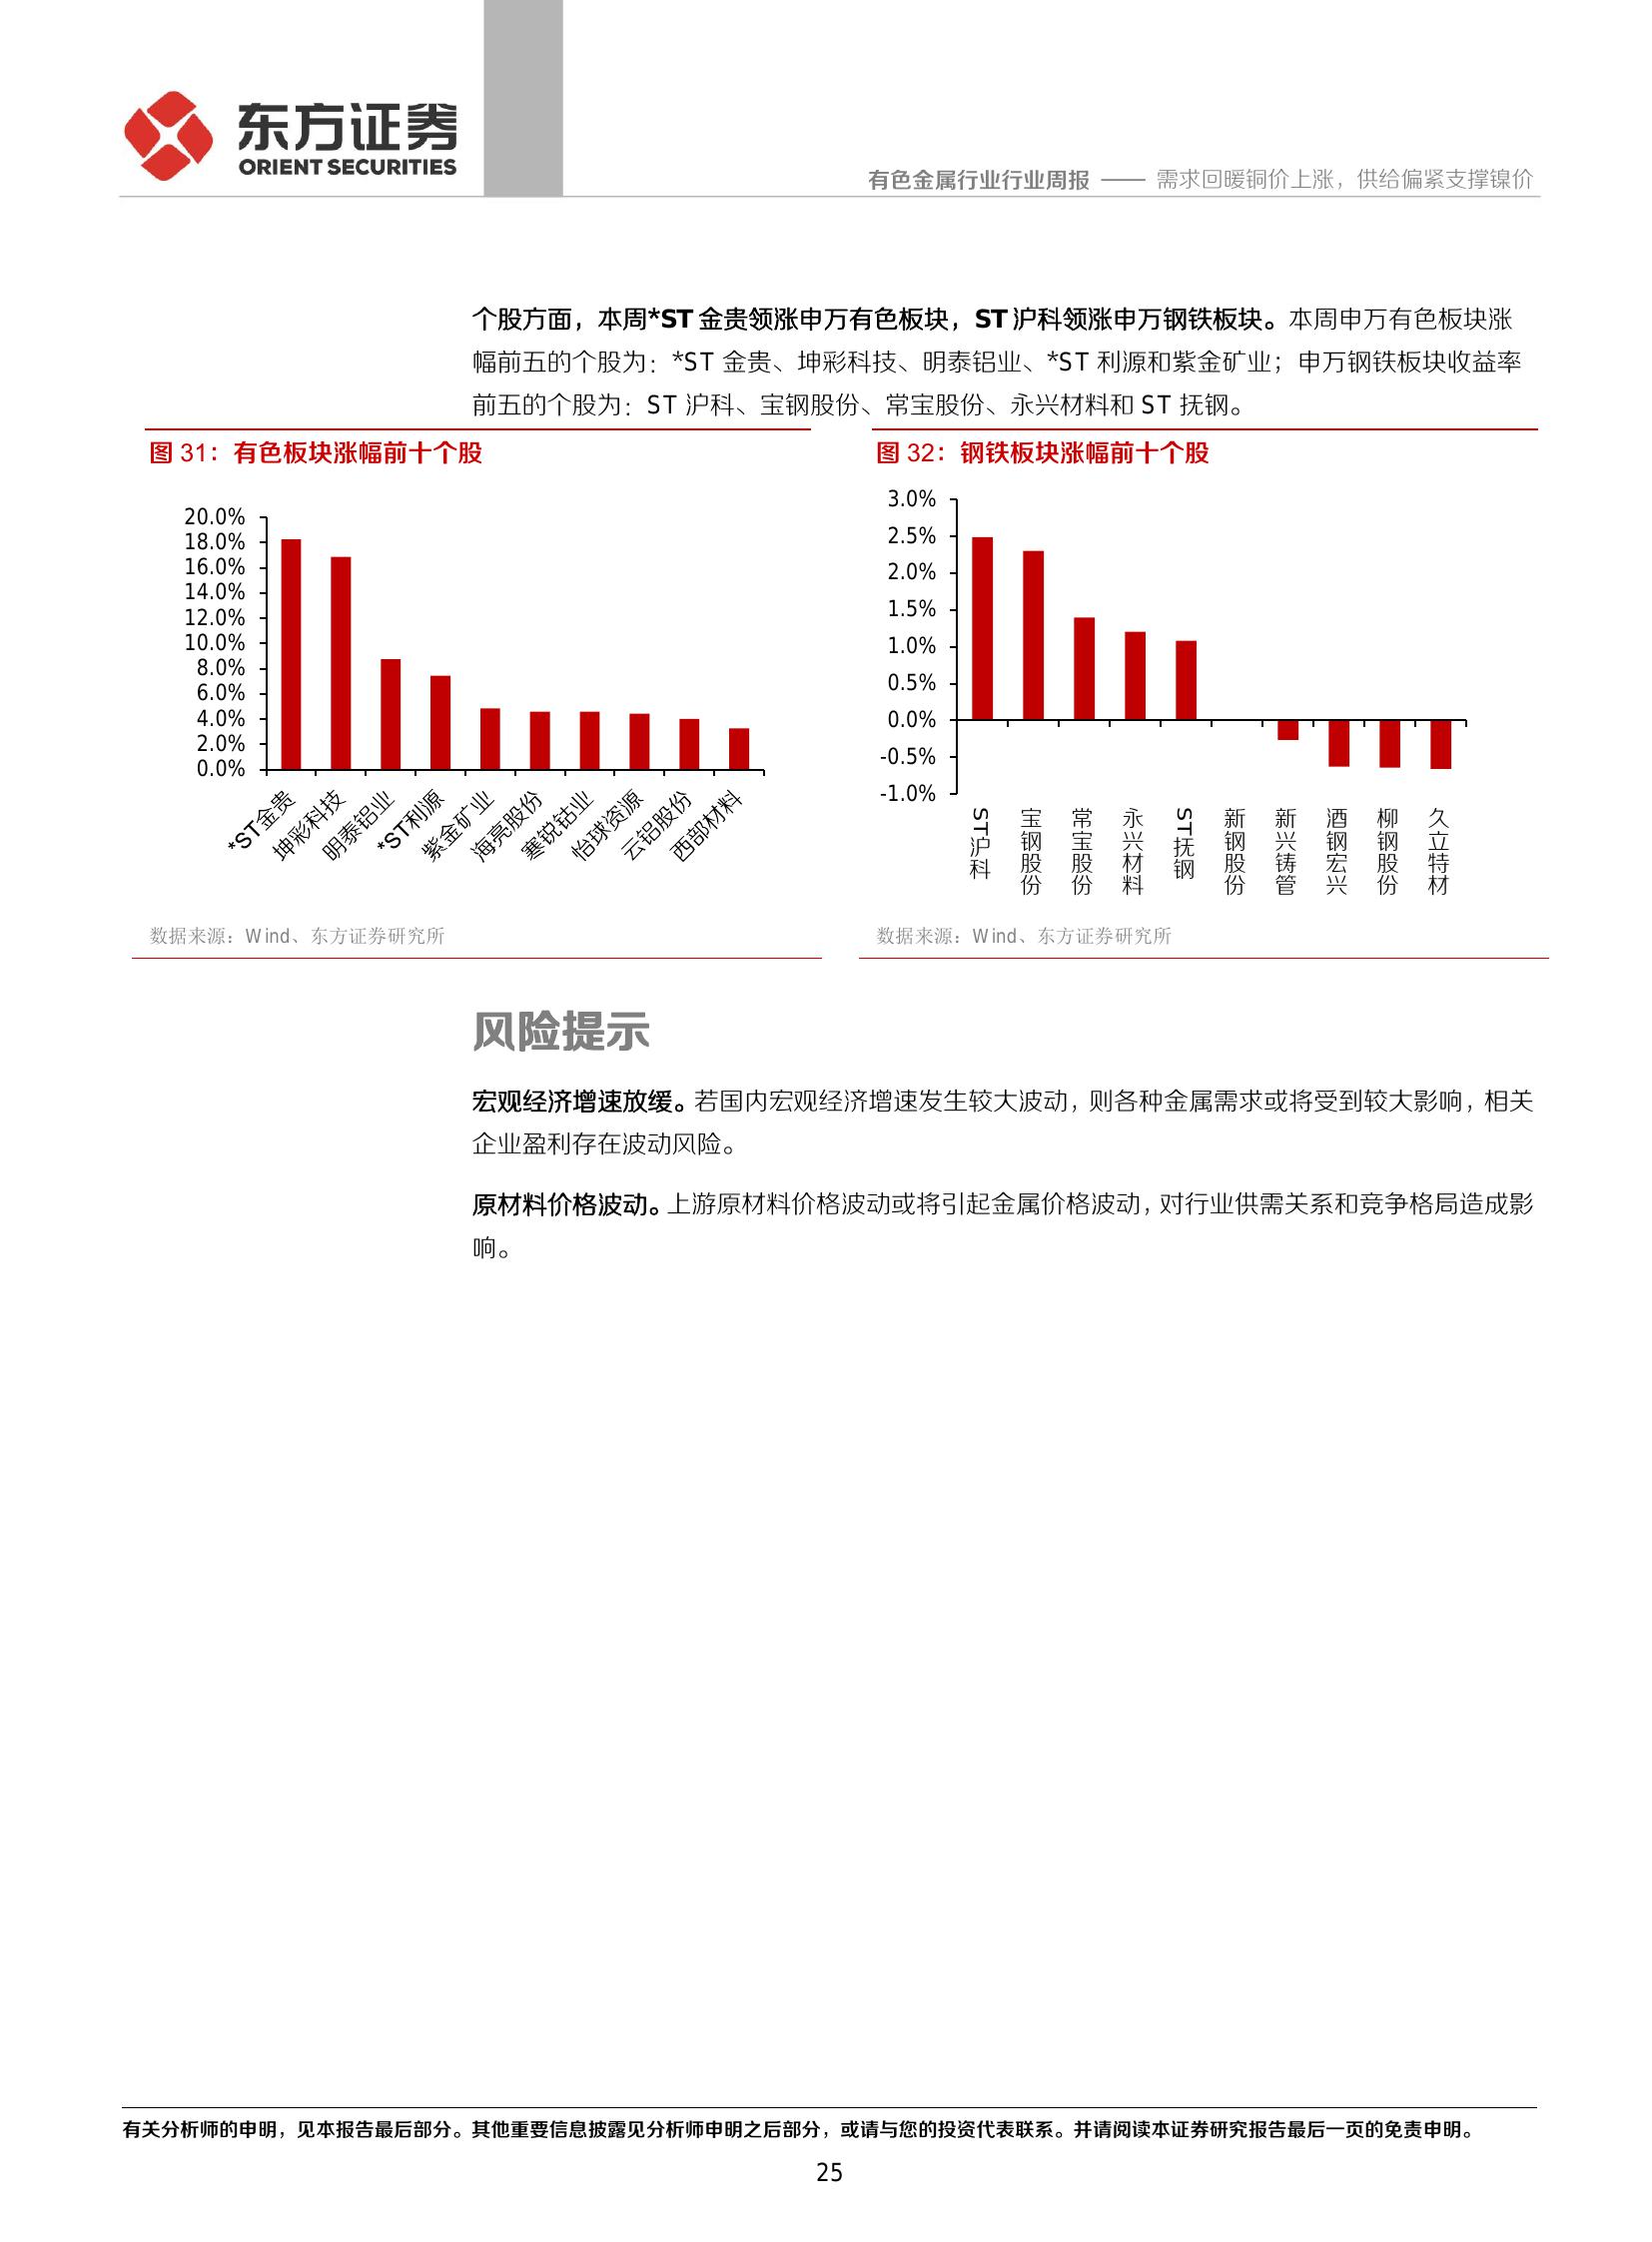 东方证券
ORIENT SECURITIES
有色金属行业行业周报 —— 需求回暖铜价上涨，供给偏紧支撑镍价
个股方面，本周*ST 金贵领涨申万有色板块，ST 沪科领涨申万钢铁板块。本周申万有色板块涨
幅前五的个股为：*ST 金贵、坤彩科技、明泰铝业、*ST 利源和紫金矿业；申万钢铁板块收益率
前五的个股为：ST 沪科、宝钢股份、常宝股份、永兴材料和 ST 抚钢。
图 31：有色板块涨幅前十个股
20.0%
18.0%
16.0%
14.0%
12.0%
10.0%
8.0%
6.0%
4.0%
2.0%
0.0%
*ST金贵
坤彩科技
明泰铝业
*ST利源
紫金矿业
海亮股份
寒锐钴业
怡球资源
云铝股份
西部材料
数据来源：Wind、东方证券研究所
图 32：钢铁板块涨幅前十个股
3.0%
2.5%
2.0%
1.5%
1.0%
0.5%
0.0%
-0.5%
-1.0%
ST沪科
宝钢股份
常宝股份
永兴材料
ST抚钢
新钢股份
新兴铸管
酒钢宏兴
柳钢股份
久立特材
数据来源：Wind、东方证券研究所
风险提示
宏观经济增速放缓。若国内宏观经济增速发生较大波动，则各种金属需求或将受到较大影响，相关
企业盈利存在波动风险。
原材料价格波动。上游原材料价格波动或将引起金属价格波动，对行业供需关系和竞争格局造成影
响。
有关分析师的申明，见本报告最后部分。其他重要信息披露见分析师申明之后部分，或请与您的投资代表联系。并请阅读本证券研究报告最后一页的免责申明。
25